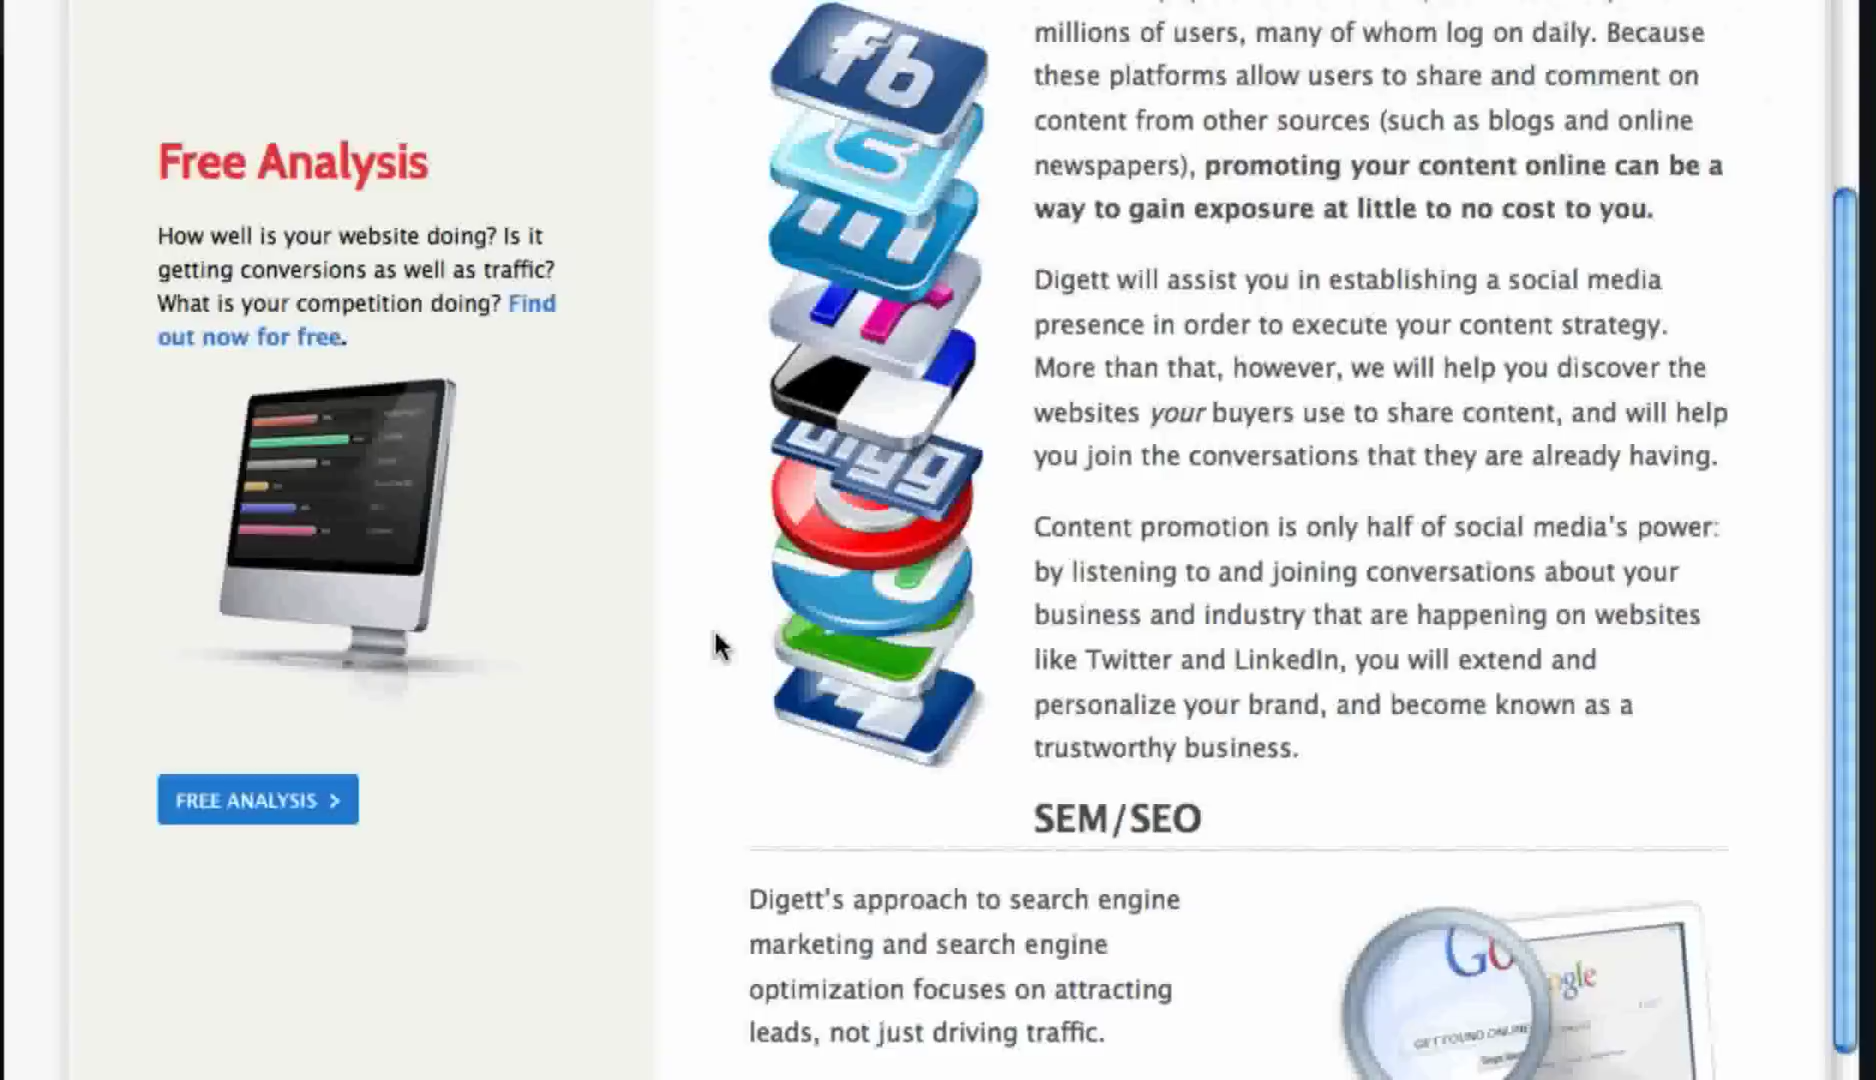 Free Analysis
How well is your website doing? Is it
getting conversions as well as traffic?
What is your competition doing? Find
out now for free.
FREE ANALYSIS >
fb
digg
millions of users, many of whom log on daily. Because
these platforms allow users to share and comment on
content from other sources (such as blogs and online
newspapers), promoting your content online can be a
way to gain exposure at little to no cost to you.
Digett will assist you in establishing a social media
presence in order to execute your content strategy.
More than that, however, we will help you discover the
websites your buyers use to share content, and will help
you join the conversations that they are already having.
Content promotion is only half of social media's power:
by listening to and joining conversations about your
business and industry that are happening on websites
like Twitter and LinkedIn, you will extend and
personalize your brand, and become known as a
trustworthy business.
SEM/SEO
Digett's approach to search engine
marketing and search engine
optimization focuses on attracting
leads, not just driving traffic.
Go
ogle
GET FOUND ONLINE